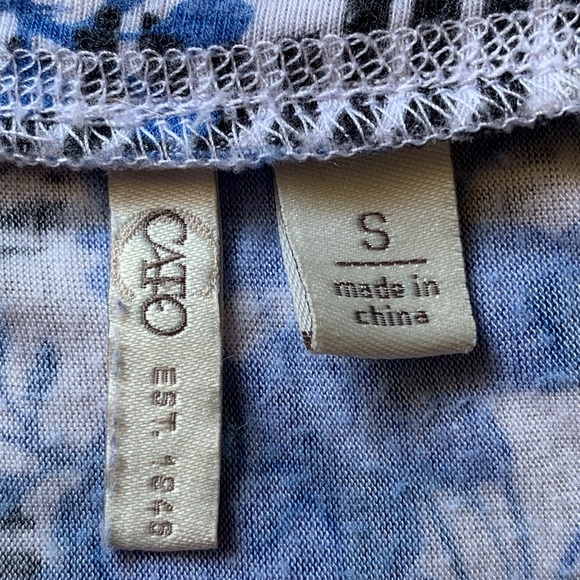 CATO
EST. 1946
S
made in
china